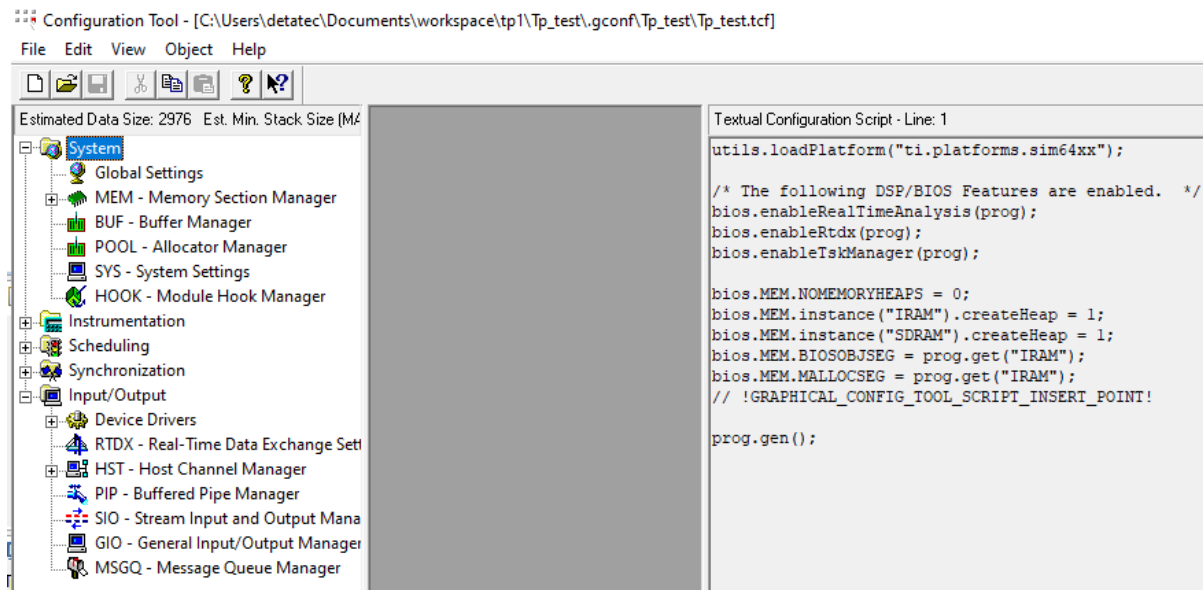 Configuration Tool - [C:\Users\detatec\Documents\workspace\tp1\Tp_test\.gconf\Tp_test\Tp_test.tcf]
File Edit View Object Help
Estimated Data Size: 2976 Est. Min. Stack Size (MA
System
Global Settings
MEM - Memory Section Manager
BUF - Buffer Manager
POOL - Allocator Manager
SYS - System Settings
HOOK - Module Hook Manager
Instrumentation
Scheduling
Synchronization
Input/Output
Device Drivers
RTDX - Real-Time Data Exchange Sett
HST - Host Channel Manager
PIP - Buffered Pipe Manager
SIO - Stream Input and Output Mana
GIO - General Input/Output Manager
MSGQ - Message Queue Manager
Textual Configuration Script - Line: 1
utils.loadPlatform("ti.platforms.sim64xx");
/* The following DSP/BIOS Features are enabled. */
bios.enableRealTimeAnalysis(prog);
bios.enableRtdx(prog);
bios.enableTskManager(prog);
bios.MEM.NOMEMORYHEAPS = 0;
bios.MEM.instance("IRAM").createHeap = 1;
bios.MEM.instance("SDRAM").createHeap = 1;
bios.MEM.BIOSOBJSEG = prog.get("IRAM");
bios.MEM.MALLOCSEG = prog.get("IRAM");
// !GRAPHICAL_CONFIG_TOOL_SCRIPT_INSERT_POINT!
prog.gen();